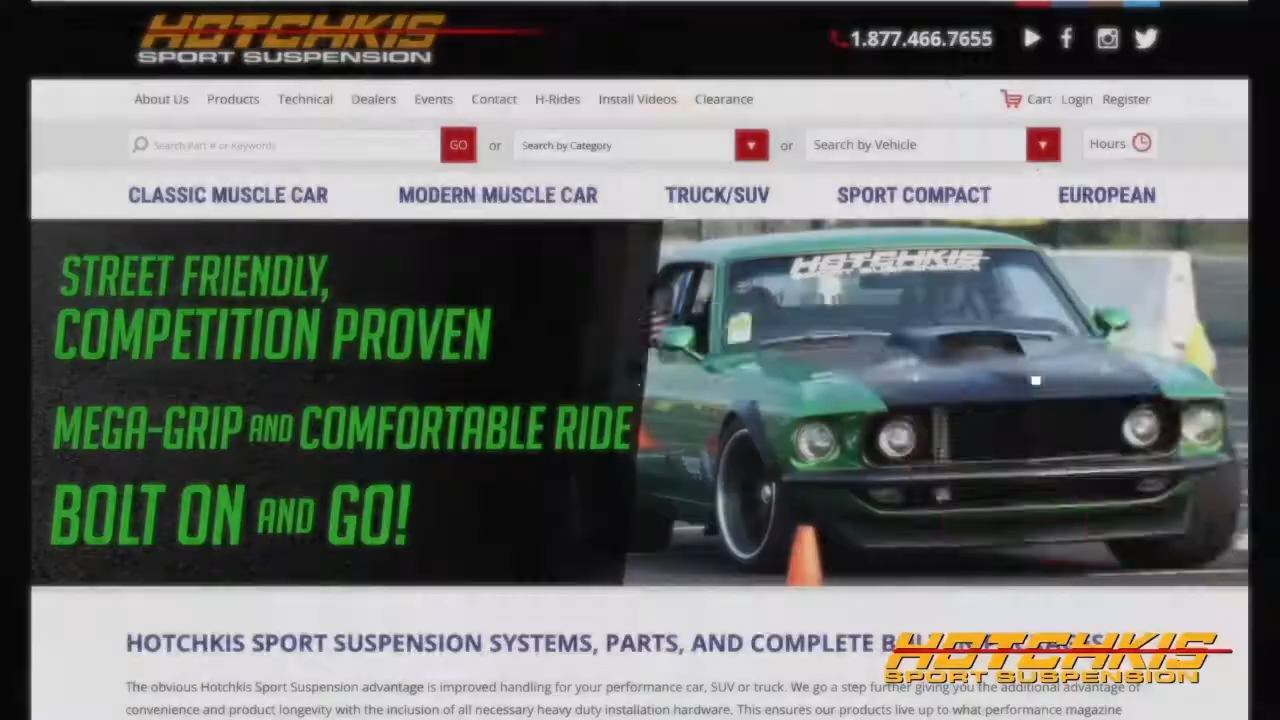 HOTCHKIS
SPORT SUSPENSION
1.877.466.7655
About Us Products Technical Dealers Events Contact H-Rides Install Videos Clearance
Cart Login Register
Search Part # or Keywords GO or Search by Category or Search by Vehicle Hours
CLASSIC MUSCLE CAR MODERN MUSCLE CAR TRUCK/SUV SPORT COMPACT EUROPEAN
STREET FRIENDLY,
COMPETITION PROVEN
MEGA-GRIP AND COMFORTABLE RIDE
BOLT ON AND GO!
HOTCHKIS
SPORT SUSPENSION
HOTCHKIS SPORT SUSPENSION SYSTEMS, PARTS, AND COMPLETE
The obvious Hotchkis Sport Suspension advantage is improved handling for your performance car, SUV or truck. We go a step further giving you the additional advantage of
convenience and product longevity with the inclusion of all necessary heavy duty installation hardware. This ensures our products live up to what performance magazine
HOTCHKIS
SPORT SUSPENSION